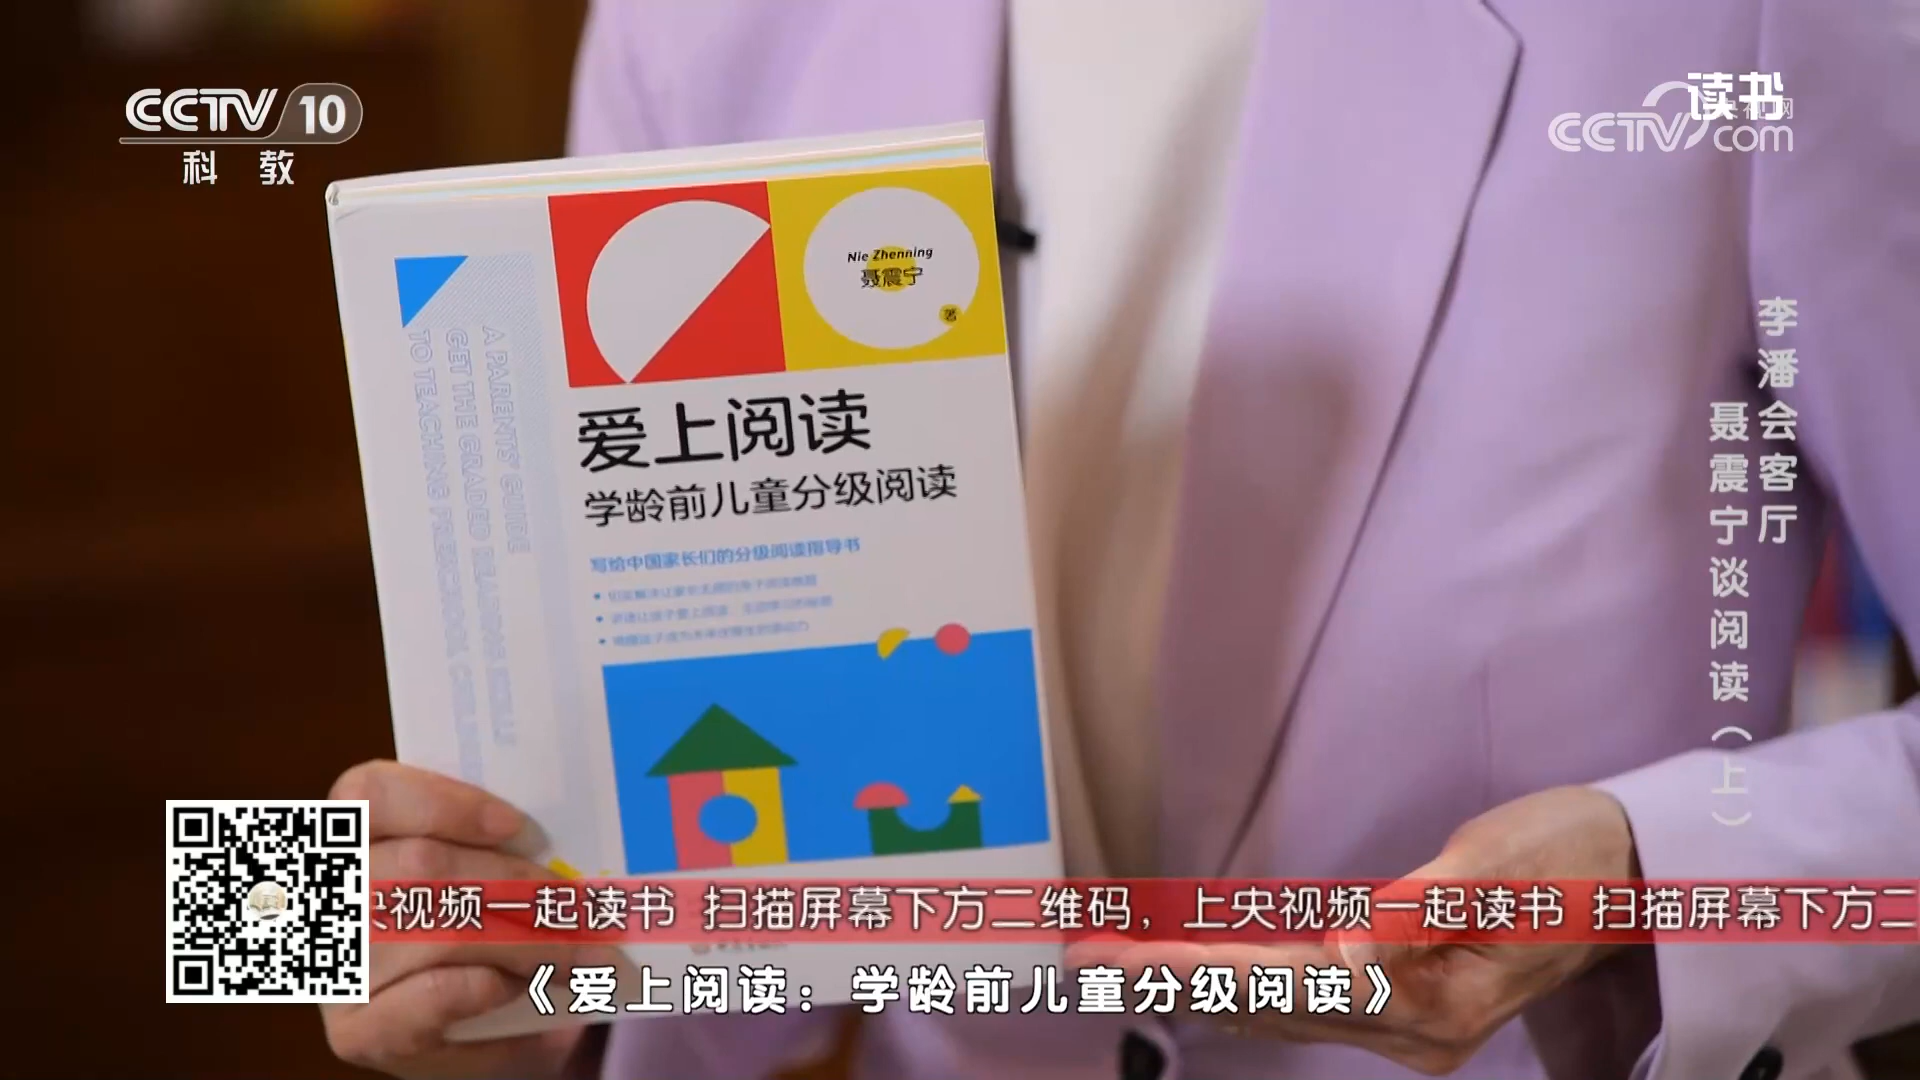 CCTV 10
科 教
读书
央视网
CCTV com
李潘会客厅
聂震宁谈阅读（上）
Nie Zhenning
聂震宁
著
爱上阅读
学龄前儿童分级阅读
写给中国家长们的分级阅读指导书
A PARENTS' GUIDE
GET THE GRADED READING SKILLS
TO TEACHING PRESCHOOL
央视频一起读书 扫描屏幕下方二维码，上央视频一起读书 扫描屏幕下方二
《爱上阅读：学龄前儿童分级阅读》